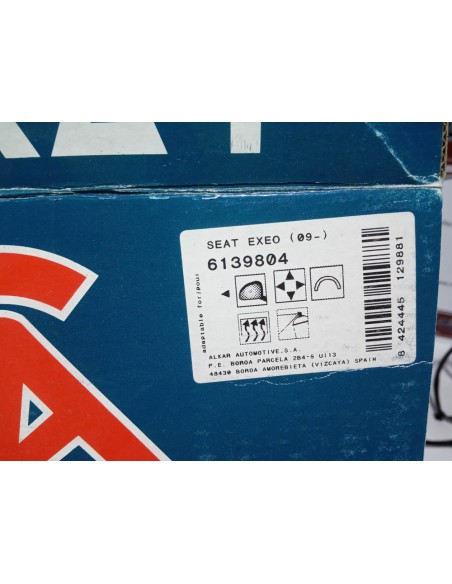 SEAT EXEO (09-)
6139804
adaptable for/Pour
ALKAR AUTOMOTIVE.S.A.
P.E. BOROA PARCELA 2B4-5 UI13
48430 BOROA AMOREBIETA (VIZCAYA) SPAIN
8 424445 129881